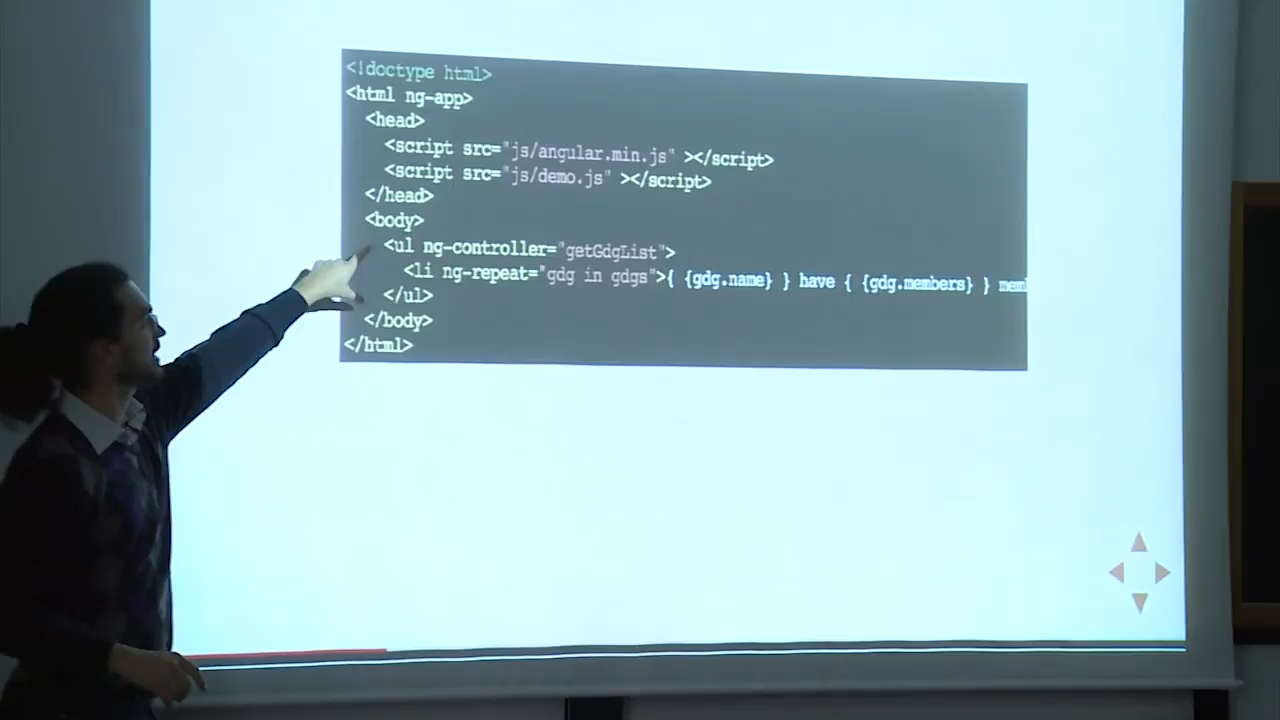 <!doctype html>
<html ng-app>
<head>
<script src="js/angular.min.js" ></script>
<script src="js/demo.js" ></script>
</head>
<body>
<ul ng-controller="getGdgList">
<li ng-repeat="gdg in gdgs">{ {gdg.name} } have { {gdg.members} }
</ul>
</body>
</html>